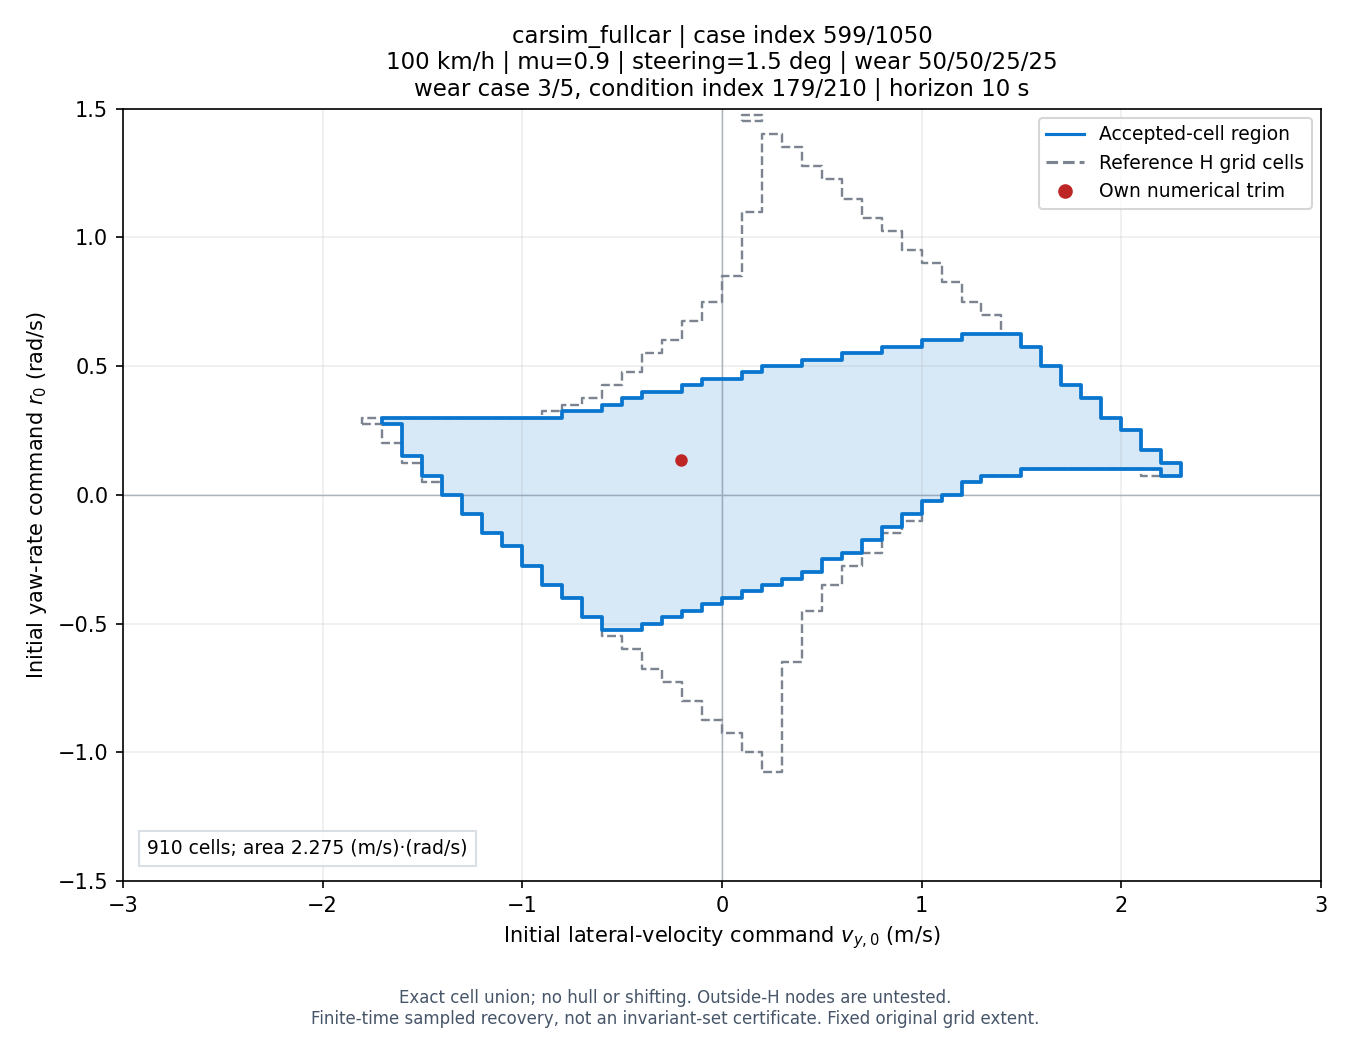 carsim_fullcar | case index 599/1050
100 km/h | mu=0.9 | steering=1.5 deg | wear 50/50/25/25
wear case 3/5, condition index 179/210 | horizon 10 s
Accepted-cell region
Reference H grid cells
Own numerical trim
1.5
1.0
0.5
0.0
−0.5
−1.0
−1.5
Initial yaw-rate command r₀ (rad/s)
910 cells; area 2.275 (m/s)·(rad/s)
−3
−2
−1
0
1
2
3
Initial lateral-velocity command v_{y,0} (m/s)
Exact cell union; no hull or shifting. Outside-H nodes are untested.
Finite-time sampled recovery, not an invariant-set certificate. Fixed original grid extent.